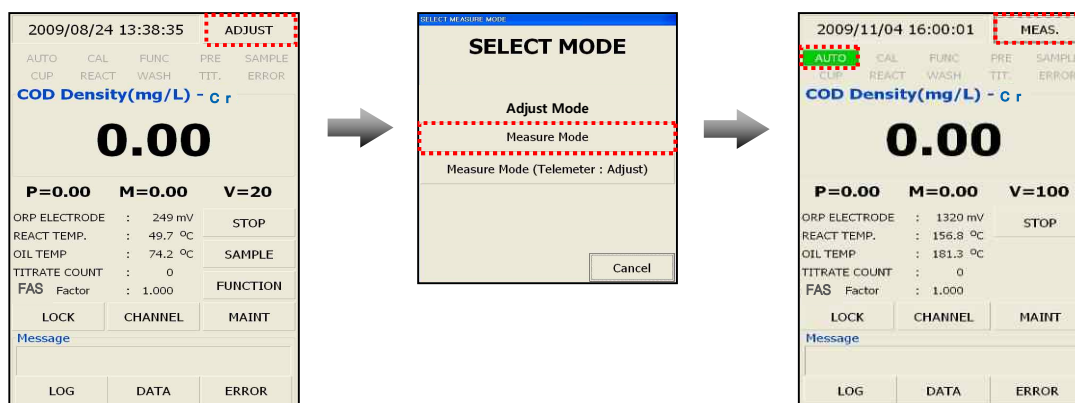 2009/08/24 13:38:35 ADJUST
AUTO CAL FUNC PRE SAMPLE
CUP REACT WASH TIT. ERROR
COD Density(mg/L) - Cr
0.00
P=0.00 M=0.00 V=20
ORP ELECTRODE : 249 mV
STOP
REACT TEMP. : 49.7 ºC
OIL TEMP : 74.2 ºC
SAMPLE
TITRATE COUNT : 0
FAS Factor : 1.000
FUNCTION
LOCK CHANNEL MAINT
Message
LOG DATA ERROR
SELECT MEASURE MODE
SELECT MODE
Adjust Mode
Measure Mode
Measure Mode (Telemeter : Adjust)
Cancel
2009/11/04 16:00:01 MEAS.
AUTO CAL FUNC PRE SAMPLE
CUP REACT WASH TIT. ERROR
COD Density(mg/L) - Cr
0.00
P=0.00 M=0.00 V=100
ORP ELECTRODE : 1320 mV
STOP
REACT TEMP. : 156.8 ºC
OIL TEMP : 181.3 ºC
TITRATE COUNT : 0
FAS Factor : 1.000
LOCK CHANNEL MAINT
Message
LOG DATA ERROR